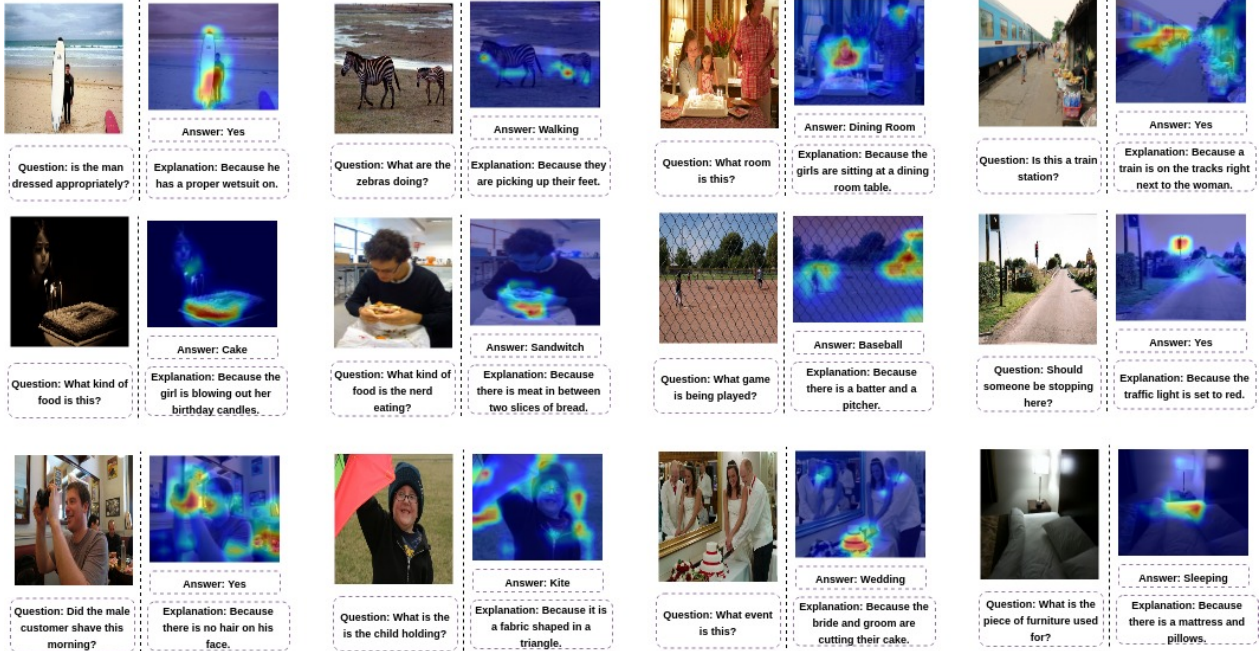 Answer: Yes
Question: is the man
dressed appropriately?
Explanation: Because he
has a proper wetsuit on.
Answer: Walking
Question: What are the
zebras doing?
Explanation: Because they
are picking up their feet.
Answer: Dining Room
Question: What room
is this?
Explanation: Because the
girls are sitting at a dining
room table.
Answer: Yes
Question: Is this a train
station?
Explanation: Because a
train is on the tracks right
next to the woman.
Answer: Cake
Question: What kind of
food is this?
Explanation: Because the
girl is blowing out her
birthday candles.
Answer: Sandwitch
Question: What kind of
food is the nerd
eating?
Explanation: Because
there is meat in between
two slices of bread.
Answer: Baseball
Question: What game
is being played?
Explanation: Because
there is a batter and a
pitcher.
Answer: Yes
Question: Should
someone be stopping
here?
Explanation: Because the
traffic light is set to red.
Answer: Yes
Question: Did the male
customer shave this
morning?
Explanation: Because
there is no hair on his
face.
Answer: Kite
Question: What is the
is the child holding?
Explanation: Because it is
a fabric shaped in a
triangle.
Answer: Wedding
Question: What event
is this?
Explanation: Because the
bride and groom are
cutting their cake.
Answer: Sleeping
Question: What is the
piece of furniture used
for?
Explanation: Because
there is a mattress and
pillows.